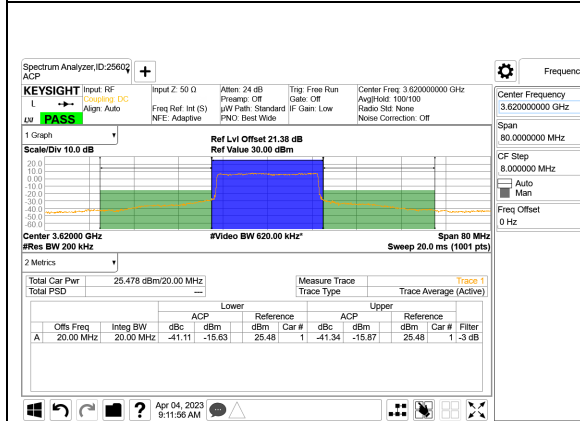 Spectrum Analyzer,ID:25602
ACP
+
Frequenc
KEYSIGHT Input: RF Input Z: 50 Ω Atten: 24 dB Trig: Free Run Center Freq: 3.620000000 GHz
Coupling: DC Preamp: Off Gate: Off Avg|Hold: 100/100
L Align: Auto Freq Ref: Int (S) µW Path: Standard IF Gain: Low Radio Std: None
PASS NFE: Adaptive PNO: Best Wide Noise Correction: Off
Center Frequency
3.620000000 GHz
Span
80.0000000 MHz
CF Step
8.000000 MHz
Auto
Man
Freq Offset
0 Hz
1 Graph
Ref Lvl Offset 21.38 dB
Scale/Div 10.0 dB Ref Value 30.00 dBm
20.0
10.0
0.00
-10.0
-20.0
-30.0
-40.0
-50.0
-60.0
Center 3.62000 GHz #Video BW 620.00 kHz* Span 80 MHz
#Res BW 200 kHz Sweep 20.0 ms (1001 pts)
2 Metrics
Total Car Pwr 25.478 dBm/20.00 MHz Measure Trace Trace 1
Total PSD — Trace Type Trace Average (Active)
Lower Upper
ACP Reference ACP Reference
Offs Freq Integ BW dBc dBm dBm Car # dBc dBm dBm Car # Filter
A 20.00 MHz 20.00 MHz -41.11 -15.63 25.48 1 -41.34 -15.87 25.48 1 -3 dB
? Apr 04, 2023
9:11:56 AM